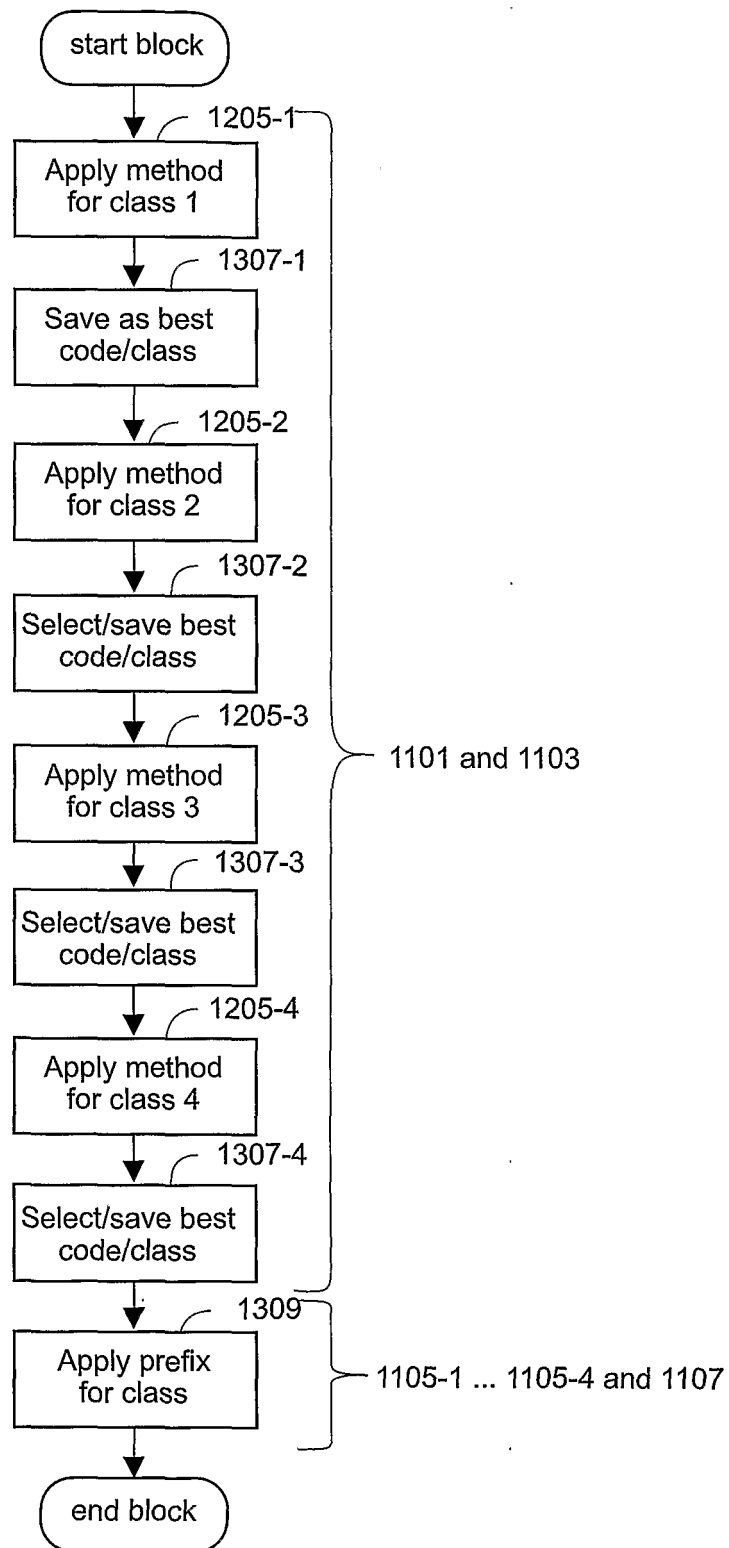 start block
1205-1
Apply method
for class 1
1307-1
Save as best
code/class
1205-2
Apply method
for class 2
1307-2
Select/save best
code/class
1205-3
Apply method
for class 3
1101 and 1103
1307-3
Select/save best
code/class
1205-4
Apply method
for class 4
1307-4
Select/save best
code/class
1309
Apply prefix
for class
1105-1 ... 1105-4 and 1107
end block